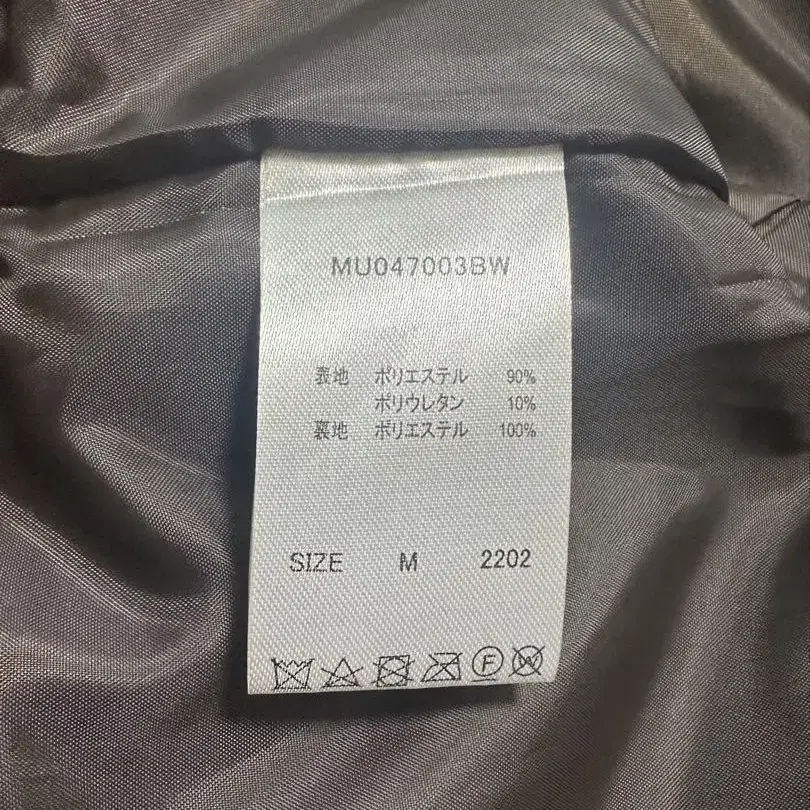 MU047003BW
表地 ポリエステル 90%
ポリウレタン 10%
裏地 ポリエステル 100%
SIZE M 2202
F W